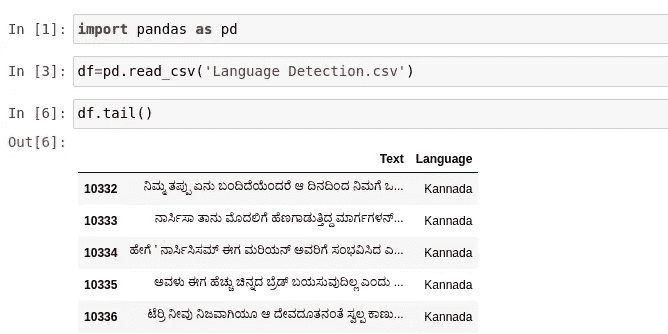 In [1]: import pandas as pd
In [3]: df=pd.read_csv('Language Detection.csv')
In [6]: df.tail()
Out[6]:
Text Language
10332 ನಿಮ್ಮ ತಪ್ಪು ಏನು ಬಂದಿದೆಯೆಂದರೆ ಆ ದಿನದಿಂದ ನಿಮಗೆ ಒ... Kannada
10333 ನಾರ್ಸಿಸಾ ತಾನು ಮೊದಲಿಗೆ ಹೆಣಗಾಡುತ್ತಿದ್ದ ಮಾರ್ಗಗಳನ್... Kannada
10334 ಹೇಗೆ ' ನಾರ್ಸಿಸಿಸಮ್ ಈಗ ಮರಿಯನ್ ಅವರಿಗೆ ಸಂಭವಿಸಿದ ಎ... Kannada
10335 ಅವಳು ಈಗ ಹೆಚ್ಚು ಚಿನ್ನದ ಬ್ರೆಡ್ ಬಯಸುವುದಿಲ್ಲ ಎಂದು ... Kannada
10336 ಟೆರ್ರಿ ನೀವು ನಿಜವಾಗಿಯೂ ಆ ದೇವದೂತನಂತೆ ಸ್ವಲ್ಪ ಕಾಣು... Kannada